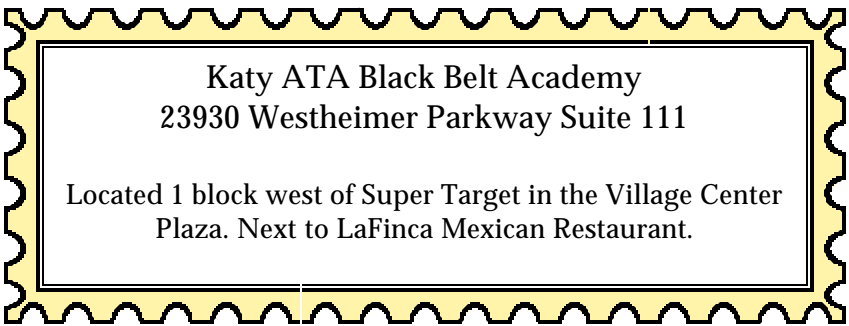 Katy ATA Black Belt Academy
23930 Westheimer Parkway Suite 111
Located 1 block west of Super Target in the Village Center
Plaza. Next to LaFinca Mexican Restaurant.